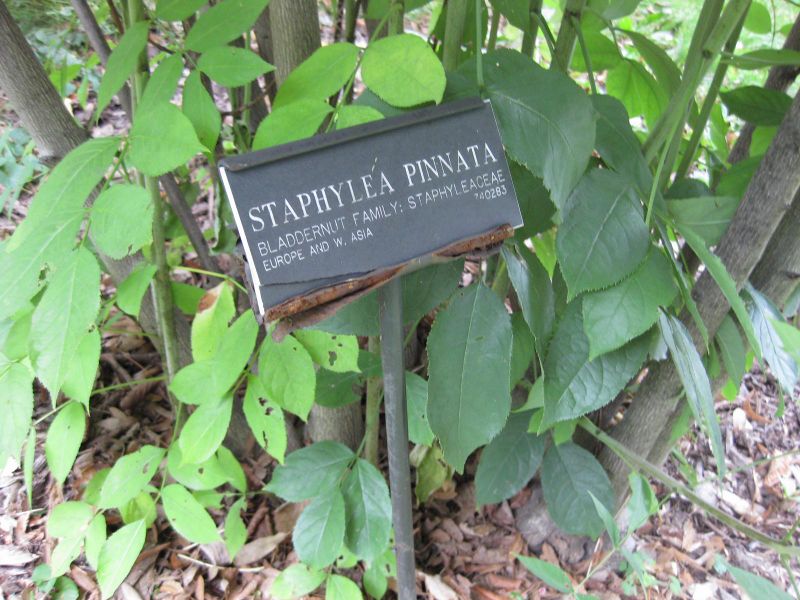 STAPHYLEA PINNATA
BLADDERNUT FAMILY: STAPHYLEACEAE
EUROPE AND W. ASIA 740283